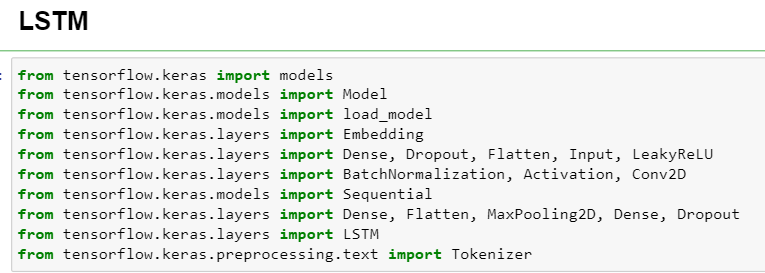 LSTM
:
from tensorflow.keras import models
from tensorflow.keras.models import Model
from tensorflow.keras.models import load_model
from tensorflow.keras.layers import Embedding
from tensorflow.keras.layers import Dense, Dropout, Flatten, Input, LeakyReLU
from tensorflow.keras.layers import BatchNormalization, Activation, Conv2D
from tensorflow.keras.models import Sequential
from tensorflow.keras.layers import Dense, Flatten, MaxPooling2D, Dense, Dropout
from tensorflow.keras.layers import LSTM
from tensorflow.keras.preprocessing.text import Tokenizer